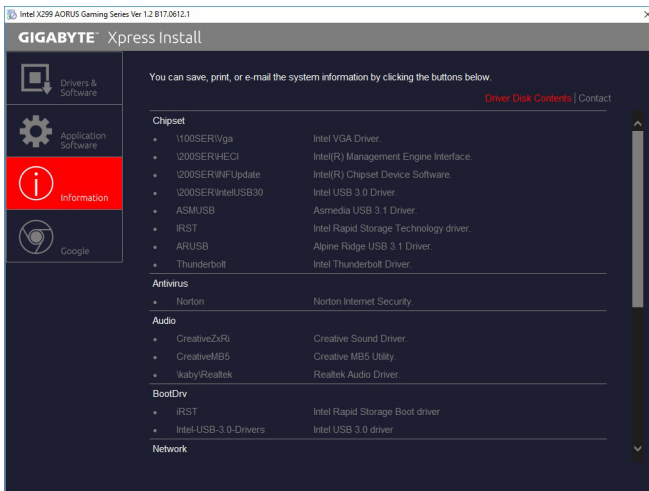 Intel X299 AORUS Gaming Series Ver 1.2 B17.0612.1
GIGABYTE™ Xpress Install
Drivers &
Software
Application
Software
Information
Google
You can save, print, or e-mail the system information by clicking the buttons below.
Driver Disk Contents | Contact
Chipset
• \100SER\Vga Intel VGA Driver.
• \200SER\HECI Intel(R) Management Engine Interface.
• \200SER\INFUpdate Intel(R) Chipset Device Software.
• \200SER\IntelUSB30 Intel USB 3.0 Driver.
• ASMUSB Asmedia USB 3.1 Driver.
• IRST Intel Rapid Storage Technology driver.
• ARUSB Alpine Ridge USB 3.1 Driver.
• Thunderbolt Intel Thunderbolt Driver.
Antivirus
• Norton Norton Internet Security.
Audio
• CreativeZxRi Creative Sound Driver.
• CreativeMB5 Creative MB5 Utility.
• \kaby\Realtek Realtek Audio Driver.
BootDrv
• iRST Intel Rapid Storage Boot driver
• Intel-USB-3.0-Drivers Intel USB 3.0 driver
Network